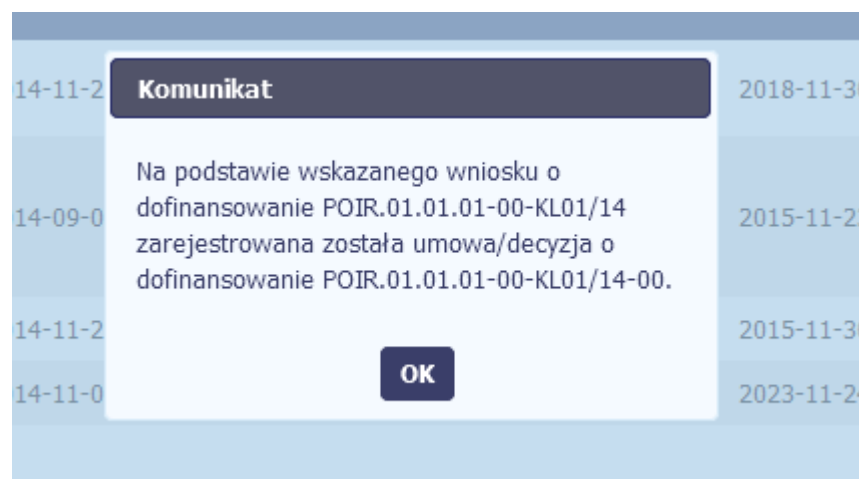 Komunikat
14-11-2
2018-11-3
Na podstawie wskazanego wniosku o
dofinansowanie POIR.01.01.01-00-KL01/14
14-09-0
2015-11-2
zarejestrowana została umowa/decyzja o
dofinansowanie POIR.01.01.01-00-KL01/14-00.
14-11-2
2015-11-3
OK
14-11-0
2023-11-2